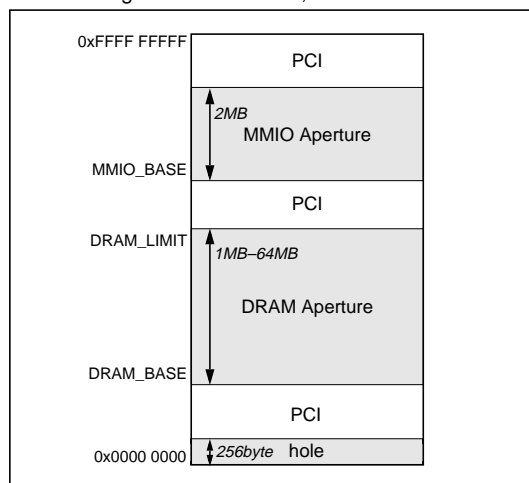 0xFFFF FFFFF
PCI
2MB
MMIO Aperture
MMIO_BASE
PCI
DRAM_LIMIT
1MB–64MB
DRAM Aperture
DRAM_BASE
PCI
256byte hole
0x0000 0000